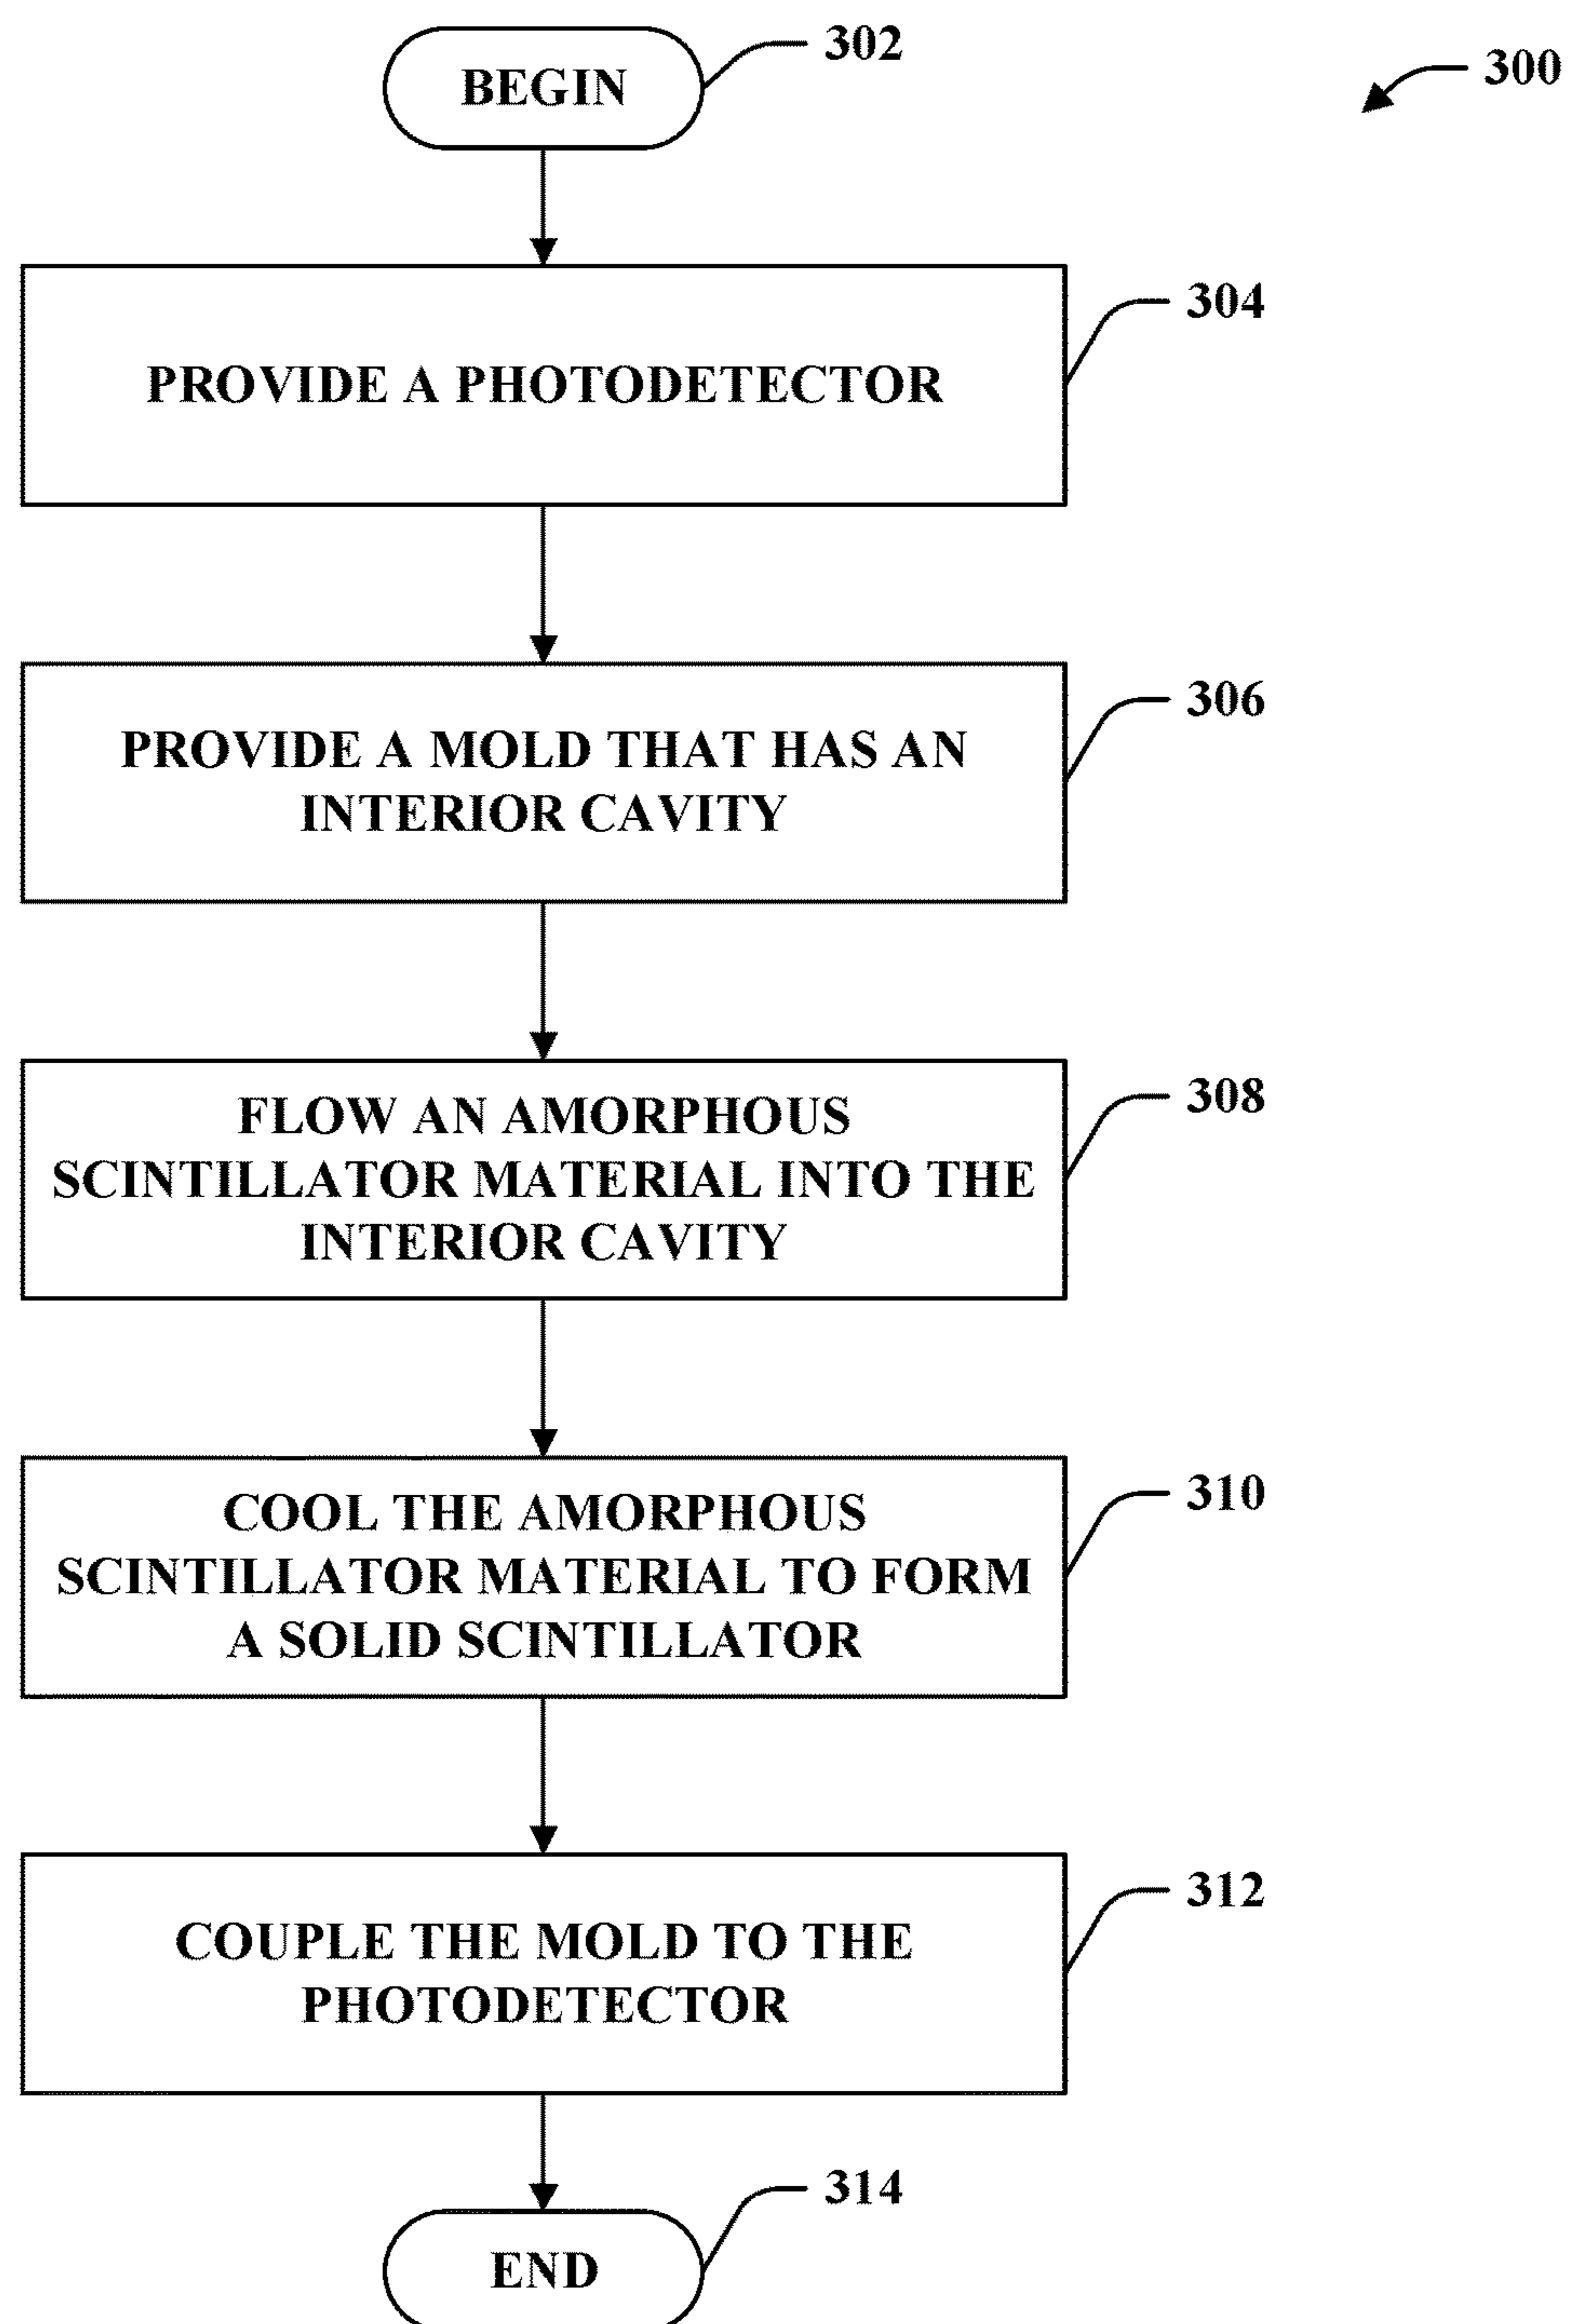 302
BEGIN
300
304
PROVIDE A PHOTODETECTOR
306
PROVIDE A MOLD THAT HAS AN
INTERIOR CAVITY
308
FLOW AN AMORPHOUS
SCINTILLATOR MATERIAL INTO THE
INTERIOR CAVITY
310
COOL THE AMORPHOUS
SCINTILLATOR MATERIAL TO FORM
A SOLID SCINTILLATOR
312
COUPLE THE MOLD TO THE
PHOTODETECTOR
314
END